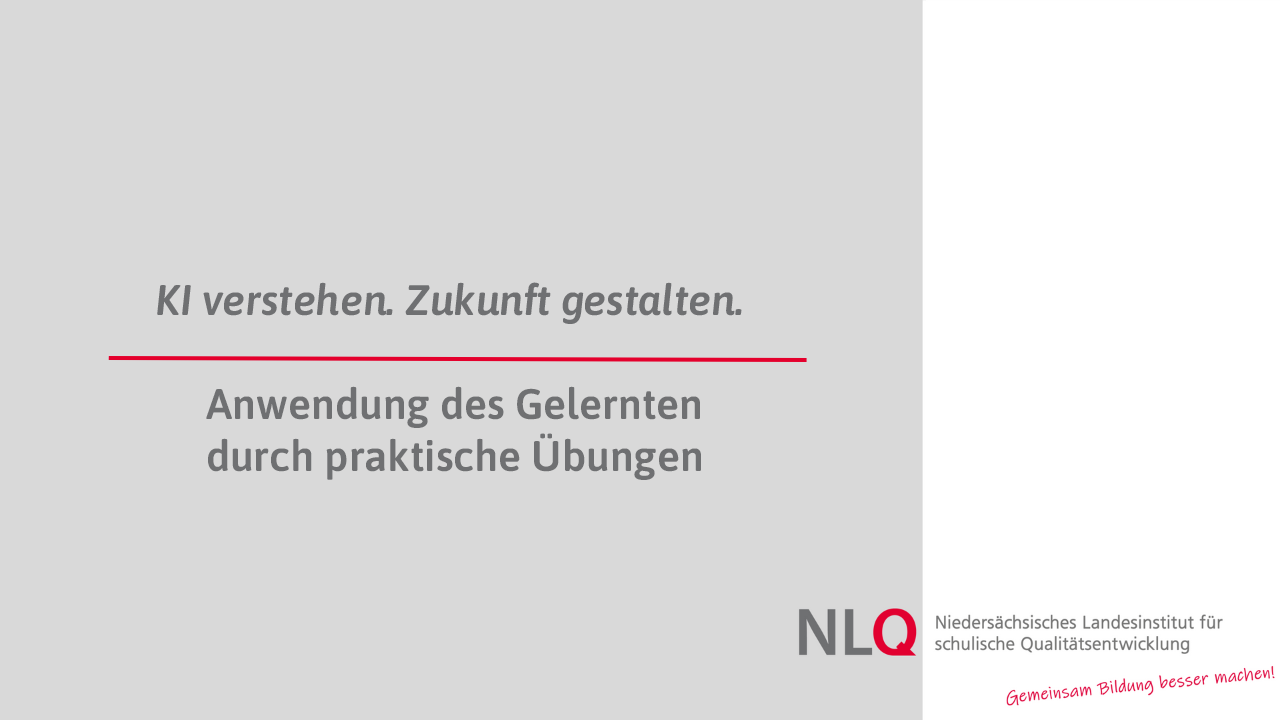 KI verstehen. Zukunft gestalten.
Anwendung des Gelernten
durch praktische Übungen
NLQ
Niedersächsisches Landesinstitut für
schulische Qualitätsentwicklung
Gemeinsam Bildung besser machen!